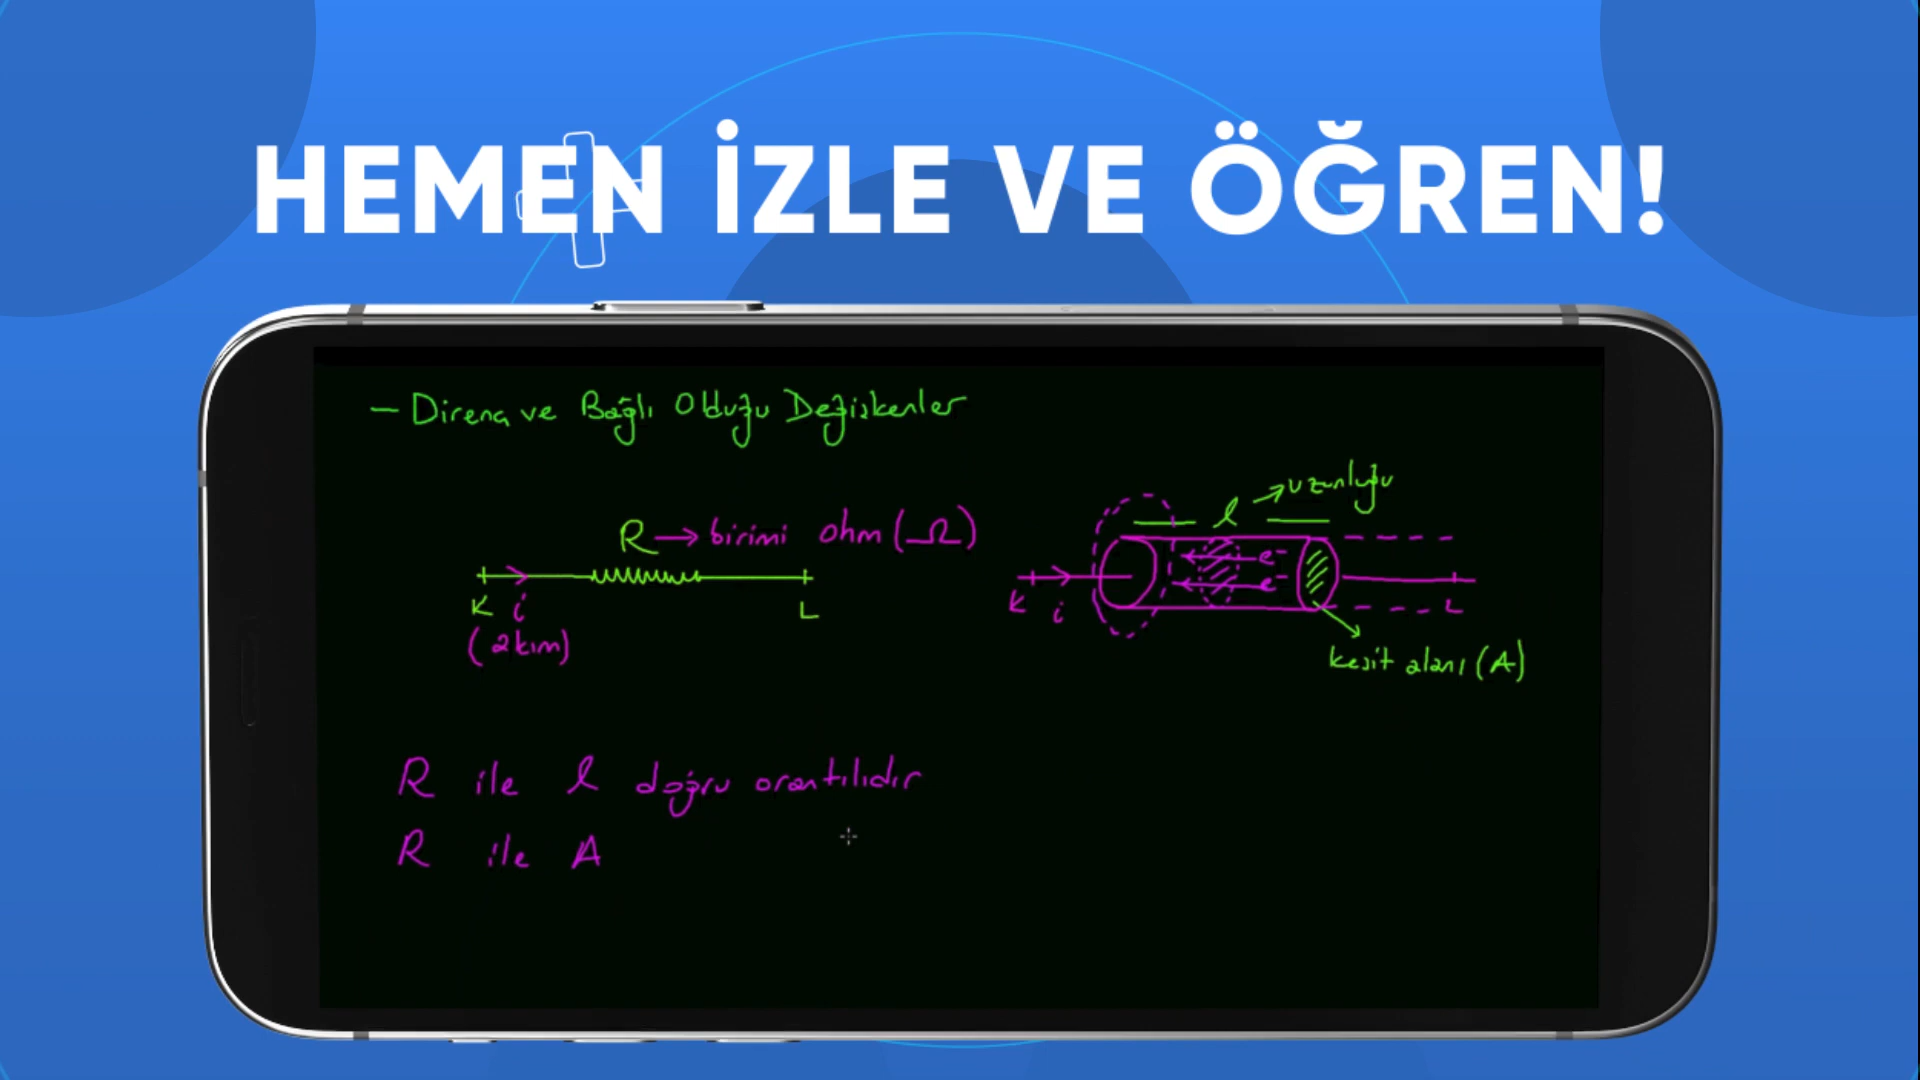 HEMEN İZLE VE ÖĞREN!
– Direnç ve Bağlı Olduğu Değişkenler
l → uzunluğu
R → birimi ohm (Ω)
e-
e-
K i L
(akım)
K i L
kesit alanı (A)
R ile l doğru orantılıdır
R ile A